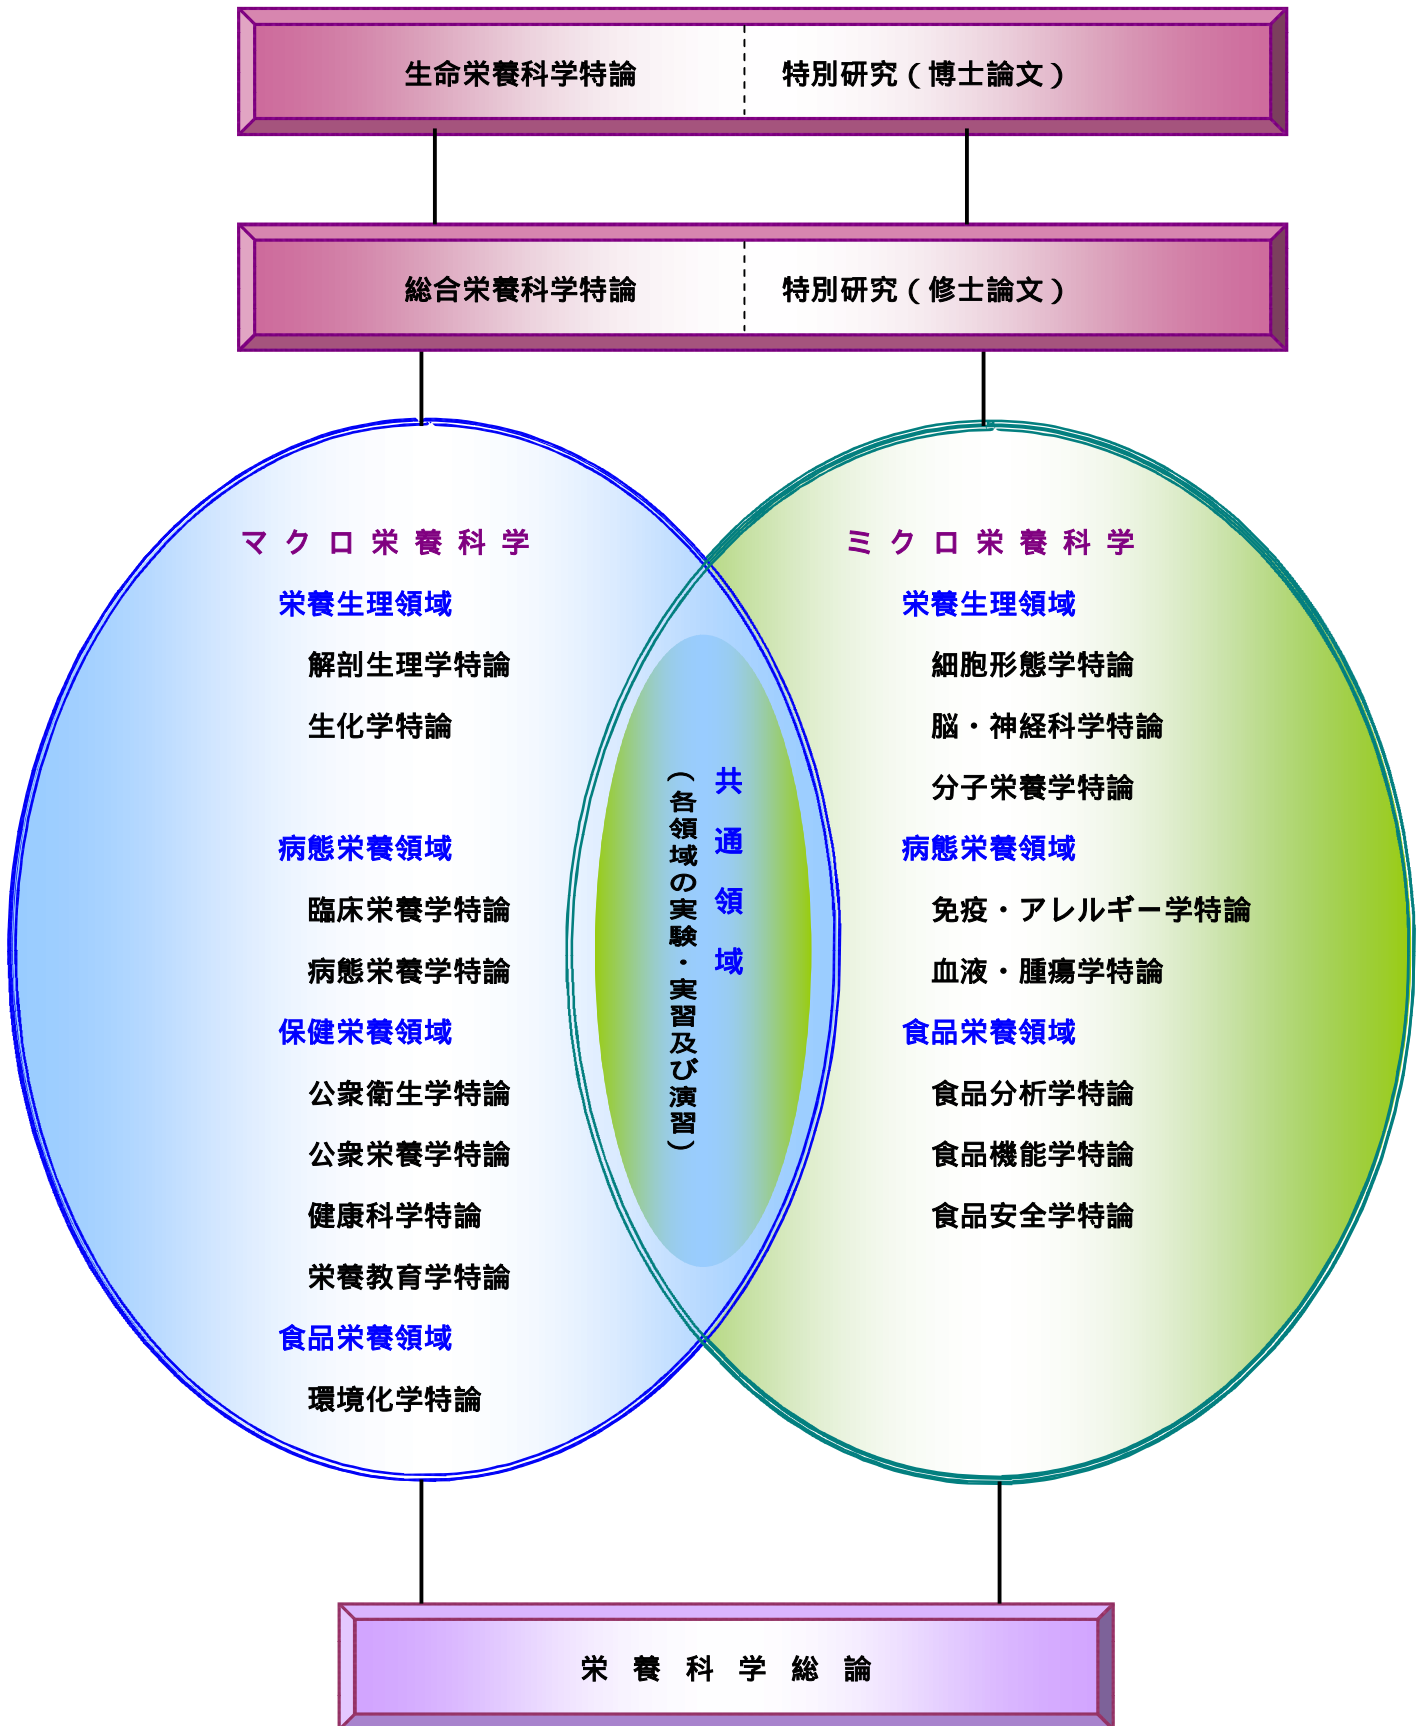 生命栄養科学特論　特別研究（博士論文）
総合栄養科学特論　特別研究（修士論文）
マクロ栄養科学
栄養生理領域
解剖生理学特論
生化学特論
病態栄養領域
臨床栄養学特論
病態栄養学特論
保健栄養領域
公衆衛生学特論
公衆栄養学特論
健康科学特論
栄養教育学特論
食品栄養領域
環境化学特論
共通領域
（各領域の実験・実習及び演習）
ミクロ栄養科学
栄養生理領域
細胞形態学特論
脳・神経科学特論
分子栄養学特論
病態栄養領域
免疫・アレルギー学特論
血液・腫瘍学特論
食品栄養領域
食品分析学特論
食品機能学特論
食品安全学特論
栄養科学総論